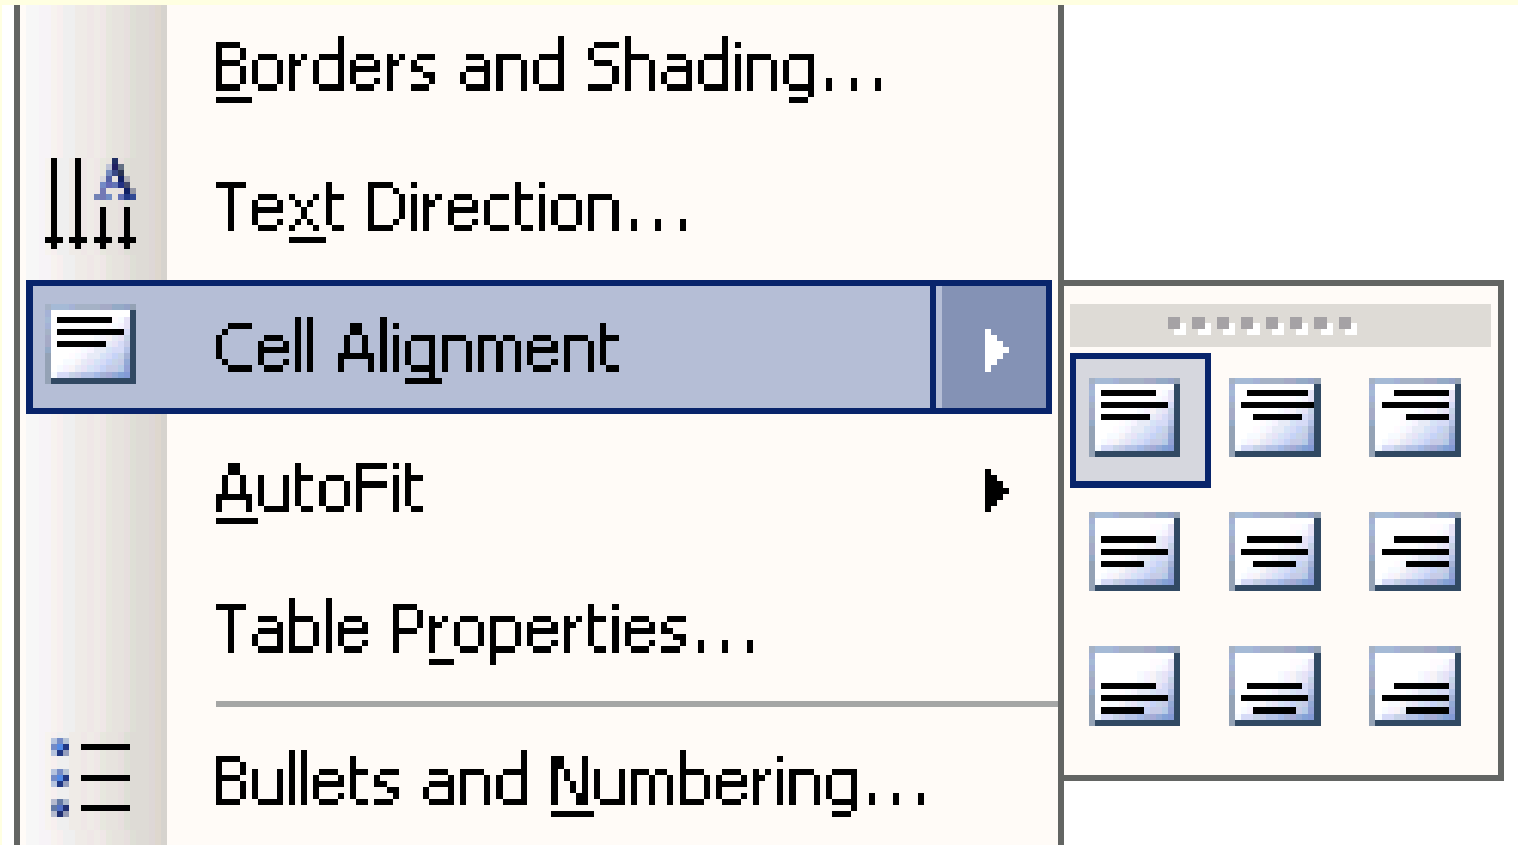 Borders and Shading...
A
Text Direction...
Cell Alignment
AutoFit
Table Properties...
Bullets and Numbering...